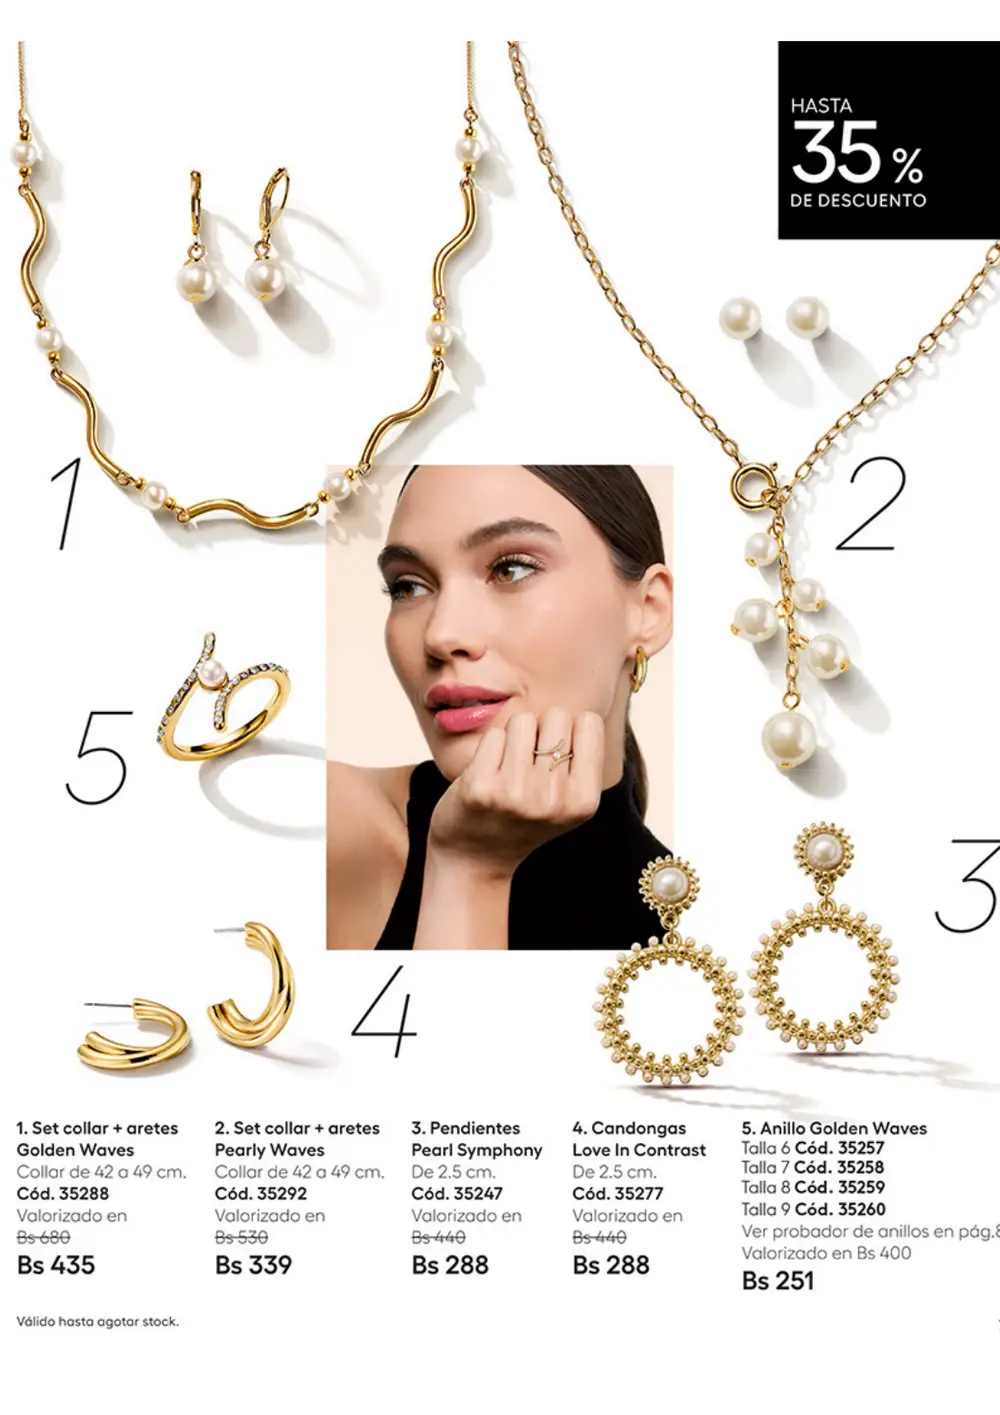 HASTA
35%
DE DESCUENTO
1
2
5
3
4
1. Set collar + aretes
Golden Waves
Collar de 42 a 49 cm.
Cód. 35288
Valorizado en
Bs 680
Bs 435
2. Set collar + aretes
Pearly Waves
Collar de 42 a 49 cm.
Cód. 35292
Valorizado en
Bs 530
Bs 339
3. Pendientes
Pearl Symphony
De 2.5 cm.
Cód. 35247
Valorizado en
Bs 440
Bs 288
4. Candongas
Love In Contrast
De 2.5 cm.
Cód. 35277
Valorizado en
Bs 440
Bs 288
5. Anillo Golden Waves
Talla 6 Cód. 35257
Talla 7 Cód. 35258
Talla 8 Cód. 35259
Talla 9 Cód. 35260
Ver probador de anillos en pág.
Valorizado en Bs 400
Bs 251
Válido hasta agotar stock.